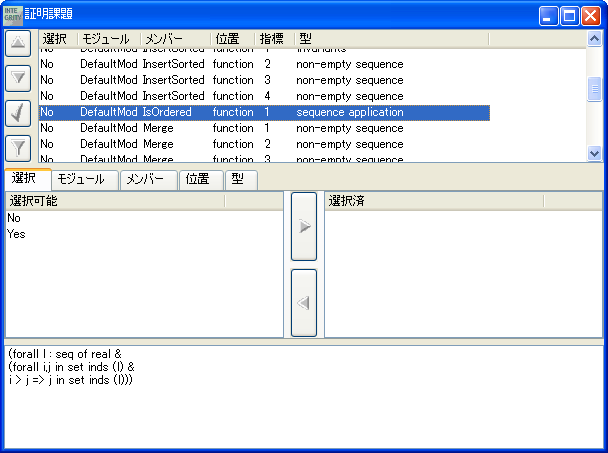 INTE
GRITY
証明課題
選択 モジュール メンバー 位置 指標 型
No DefaultMod InsertSorted function 1 invariants
No DefaultMod InsertSorted function 2 non-empty sequence
No DefaultMod InsertSorted function 3 non-empty sequence
No DefaultMod InsertSorted function 4 non-empty sequence
No DefaultMod IsOrdered function 1 sequence application
No DefaultMod Merge function 1 non-empty sequence
No DefaultMod Merge function 2 non-empty sequence
No DefaultMod Merge function 3 non-empty sequence
選択 モジュール メンバー 位置 型
選択可能 選択済
No
Yes
(forall l : seq of real &
(forall i,j in set inds (l) &
i > j => j in set inds (l)))